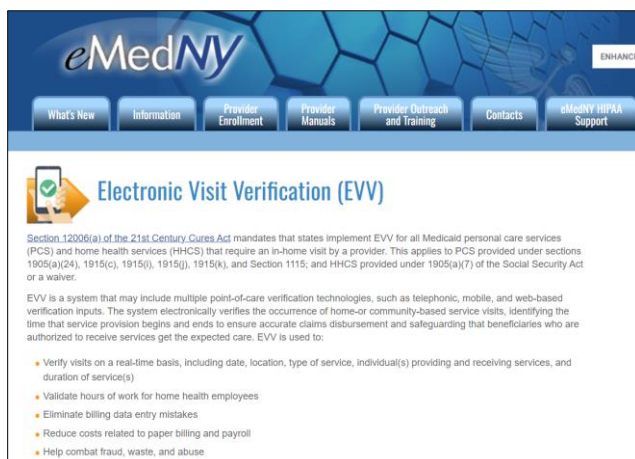 eMedNY
ENHANC
What's New
Information
Provider
Enrollment
Provider
Manuals
Provider Outreach
and Training
Contacts
eMedNY HIPAA
Support
Electronic Visit Verification (EVV)
Section 12006(a) of the 21st Century Cures Act mandates that states implement EVV for all Medicaid personal care services
(PCS) and home health services (HHCS) that require an in-home visit by a provider. This applies to PCS provided under sections
1905(a)(24), 1915(c), 1915(i), 1915(j), 1915(k), and Section 1115; and HHCS provided under 1905(a)(7) of the Social Security Act
or a waiver.
EVV is a system that may include multiple point-of-care verification technologies, such as telephonic, mobile, and web-based
verification inputs. The system electronically verifies the occurrence of home-or community-based service visits, identifying the
time that service provision begins and ends to ensure accurate claims disbursement and safeguarding that beneficiaries who are
authorized to receive services get the expected care. EVV is used to:
Verify visits on a real-time basis, including date, location, type of service, individual(s) providing and receiving services, and
duration of service(s)
Validate hours of work for home health employees
Eliminate billing data entry mistakes
Reduce costs related to paper billing and payroll
Help combat fraud, waste, and abuse